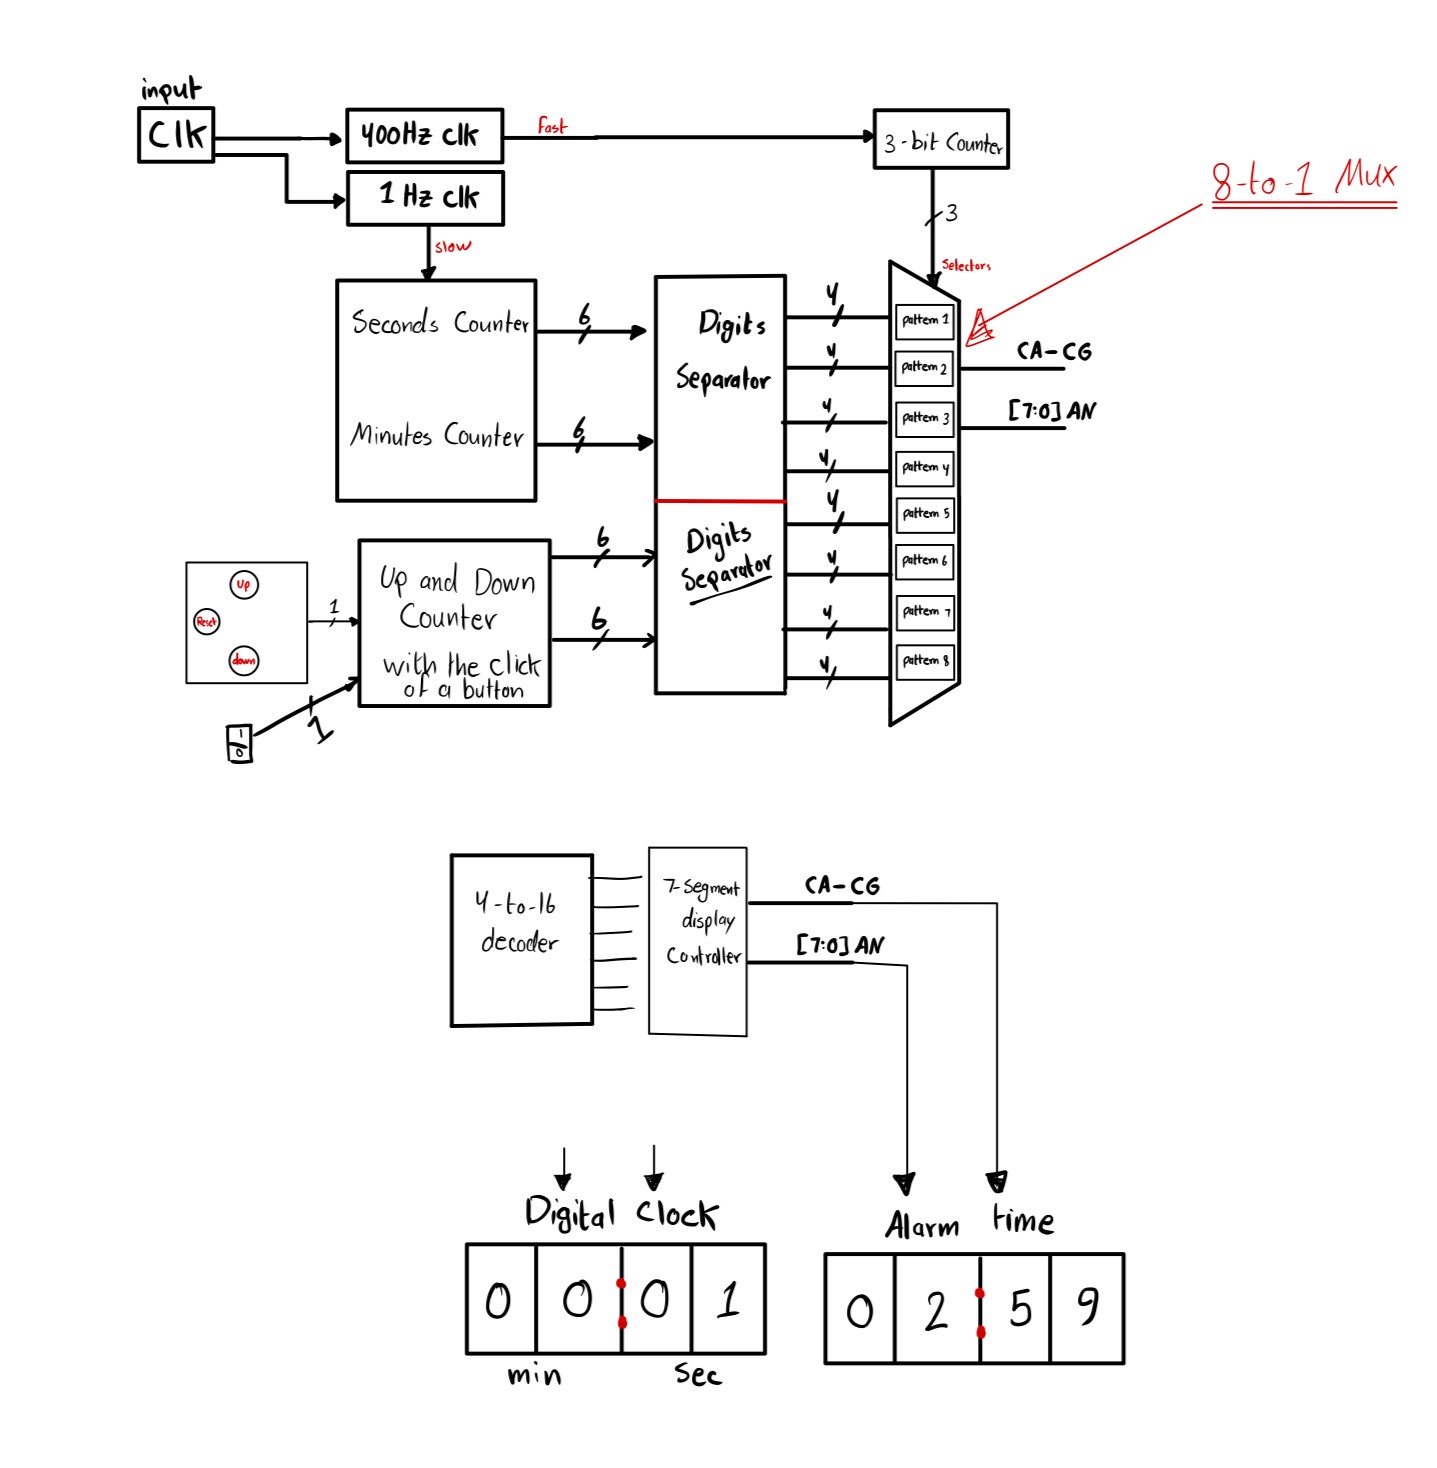 input
Clk
400Hz Clk
fast
3-bit Counter
1 Hz Clk
slow
3
Selectors
8-to-1 Mux
Seconds Counter
6
Minutes Counter
6
Digits
Separator
4
4
4
4
4
4
4
4
pattern 1
pattern 2
pattern 3
pattern 4
pattern 5
pattern 6
pattern 7
pattern 8
CA-CG
[7:0] AN
Up
Reset
down
1
1
0
1
Up and Down
Counter
with the click
of a button
6
6
Digits
Separator
4-to-16
decoder
7-segment
display
Controller
CA-CG
[7:0] AN
Digital Clock
0 0 : 0 1
min sec
Alarm time
0 2 : 5 9